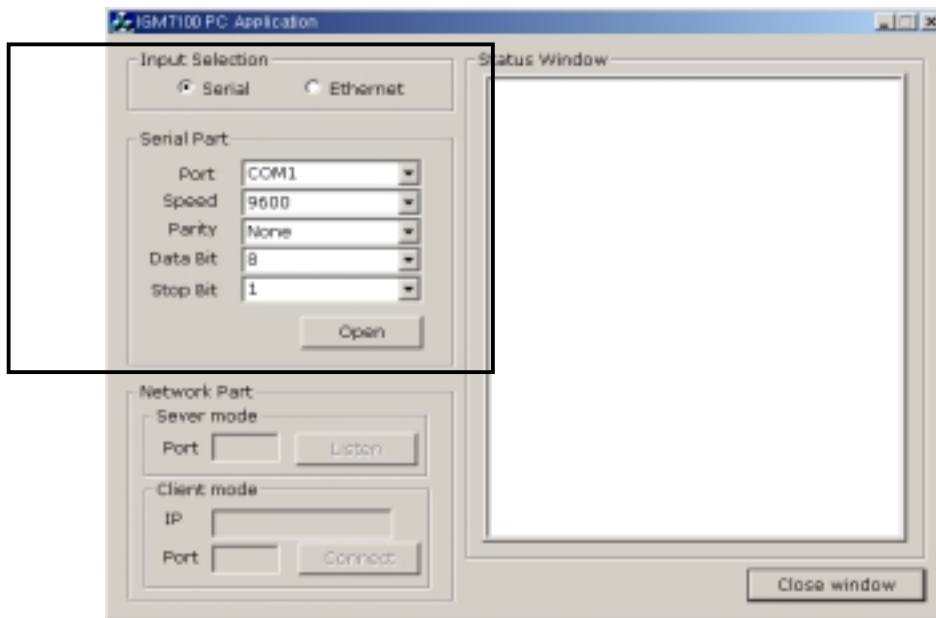 IGM7100 PC Application
Input Selection
Serial
Ethernet
Serial Part
Port
COM1
Speed
9600
Parity
None
Data Bit
8
Stop Bit
1
Open
Network Part
Sever mode
Port
Listen
Client mode
IP
Port
Connect
Status Window
Close window